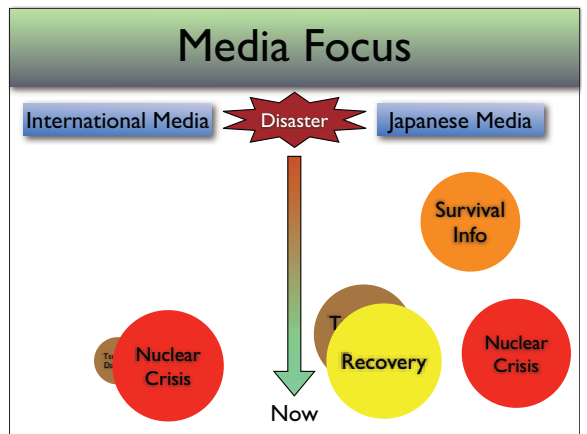 Media Focus
International Media
Disaster
Japanese Media
Survival
Info
Nuclear
Crisis
Recovery
Nuclear
Crisis
Now